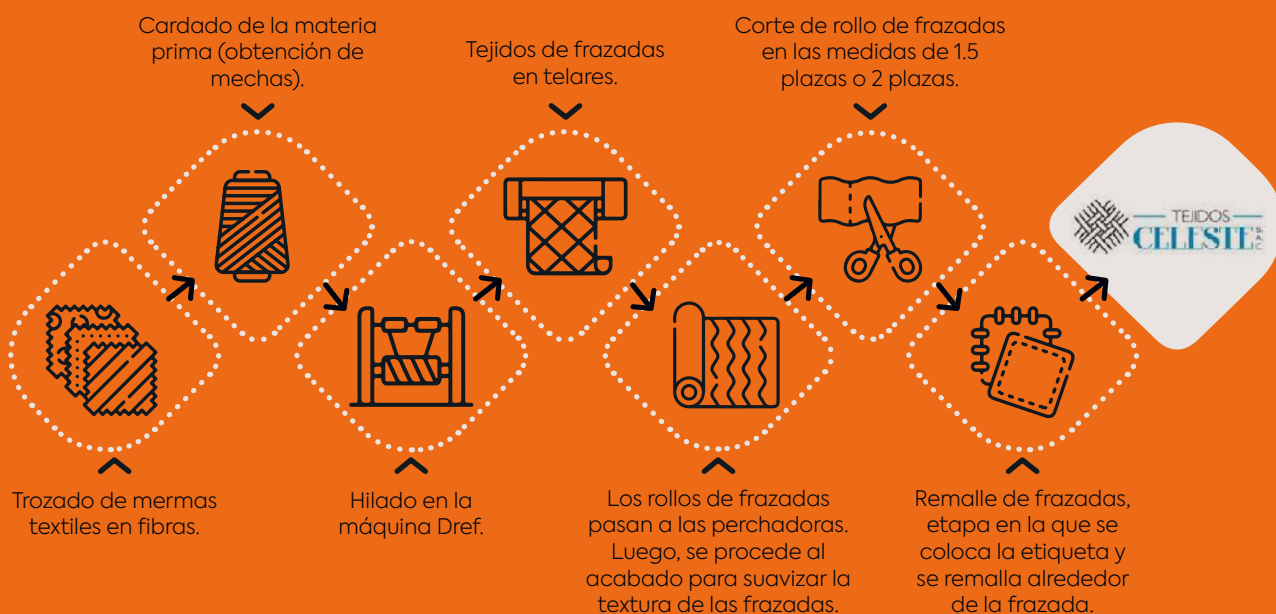 Cardado de la materia
prima (obtención de
mechas).
Tejidos de frazadas
en telares.
Corte de rollo de frazadas
en las medidas de 1.5
plazas o 2 plazas.
TEJIDOS
CELESTE S.A.C
Trozado de mermas
textiles en fibras.
Hilado en la
máquina Dref.
Los rollos de frazadas
pasan a las perchadoras.
Luego, se procede al
acabado para suavizar la
textura de las frazadas.
Remalle de frazadas,
etapa en la que se
coloca la etiqueta y
se remalla alrededor
de la frazada.